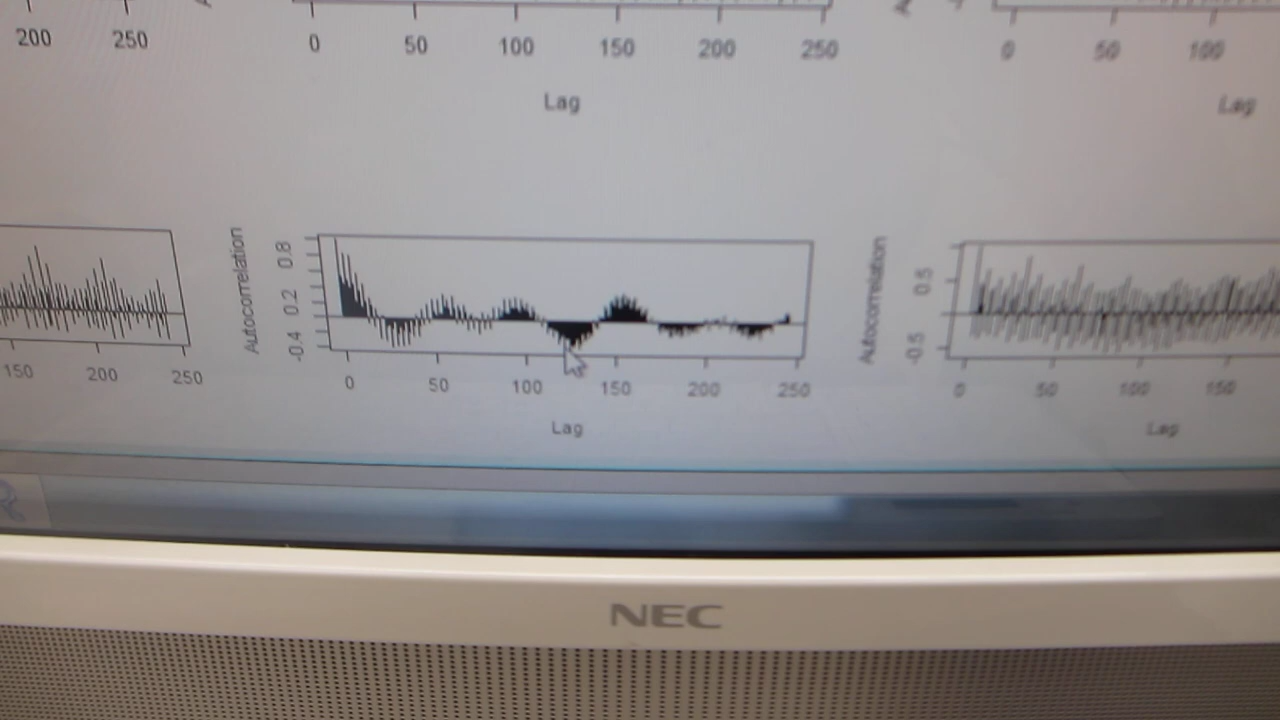 200 250
0 50 100 150 200 250
0 50 100
Lag
Lag
150 200 250
Autocorrelation
-0.4 0.2 0.8
0 50 100 150 200 250
Lag
Autocorrelation
-0.5 0.5
0 50 100 150
Lag
NEC